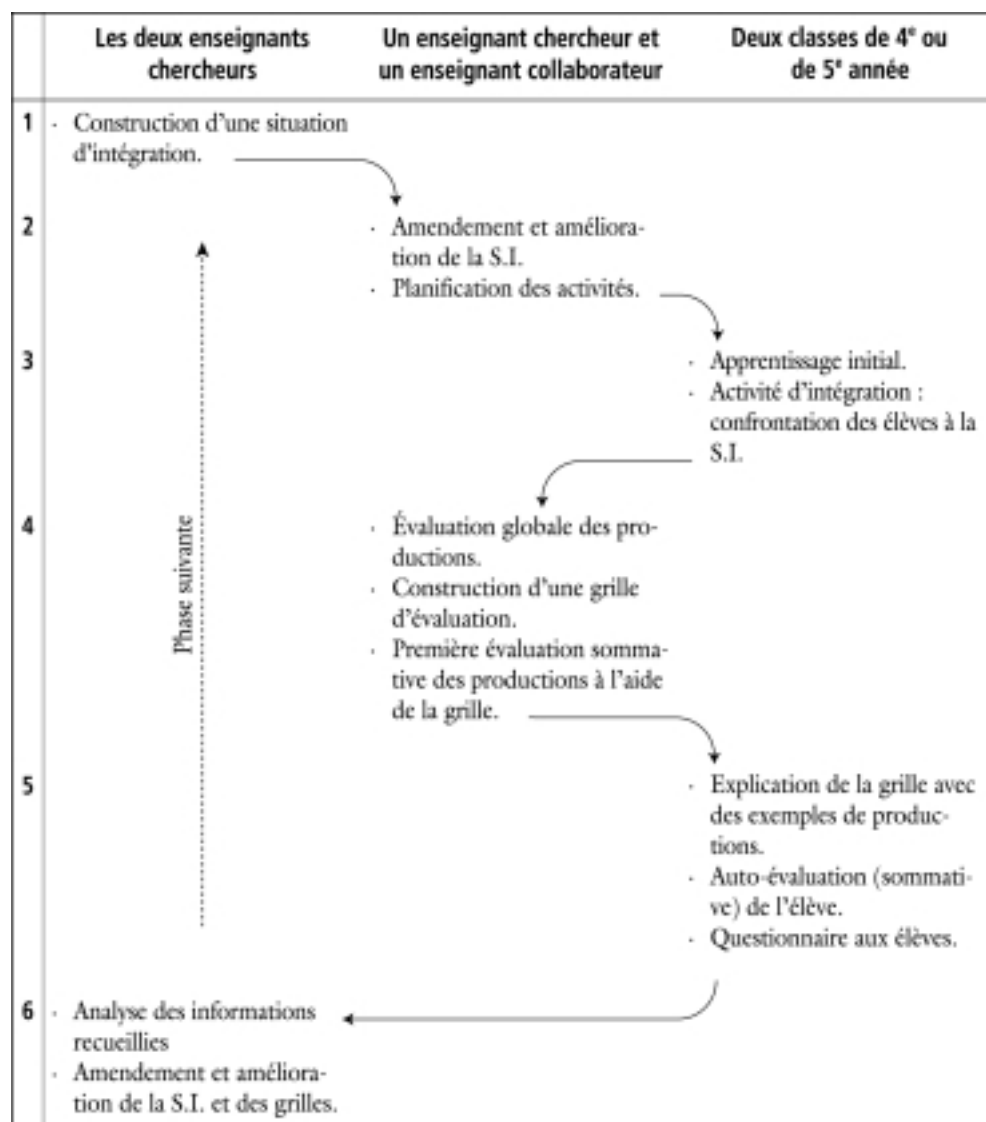 Les deux enseignants
chercheurs
Un enseignant chercheur et
un enseignant collaborateur
Deux classes de 4e ou
de 5e année
1
· Construction d'une situation
d'intégration.
2
· Amendement et améliora-
tion de la S.I.
· Planification des activités.
3
· Apprentissage initial.
· Activité d'intégration :
confrontation des élèves à la
S.I.
4
· Évaluation globale des pro-
ductions.
· Construction d'une grille
d'évaluation.
· Première évaluation somma-
tive des productions à l'aide
de la grille.
Phase suivante
5
· Explication de la grille avec
des exemples de produc-
tions.
· Auto-évaluation (sommati-
ve) de l'élève.
· Questionnaire aux élèves.
6
· Analyse des informations
recueillies
· Amendement et améliora-
tion de la S.I. et des grilles.